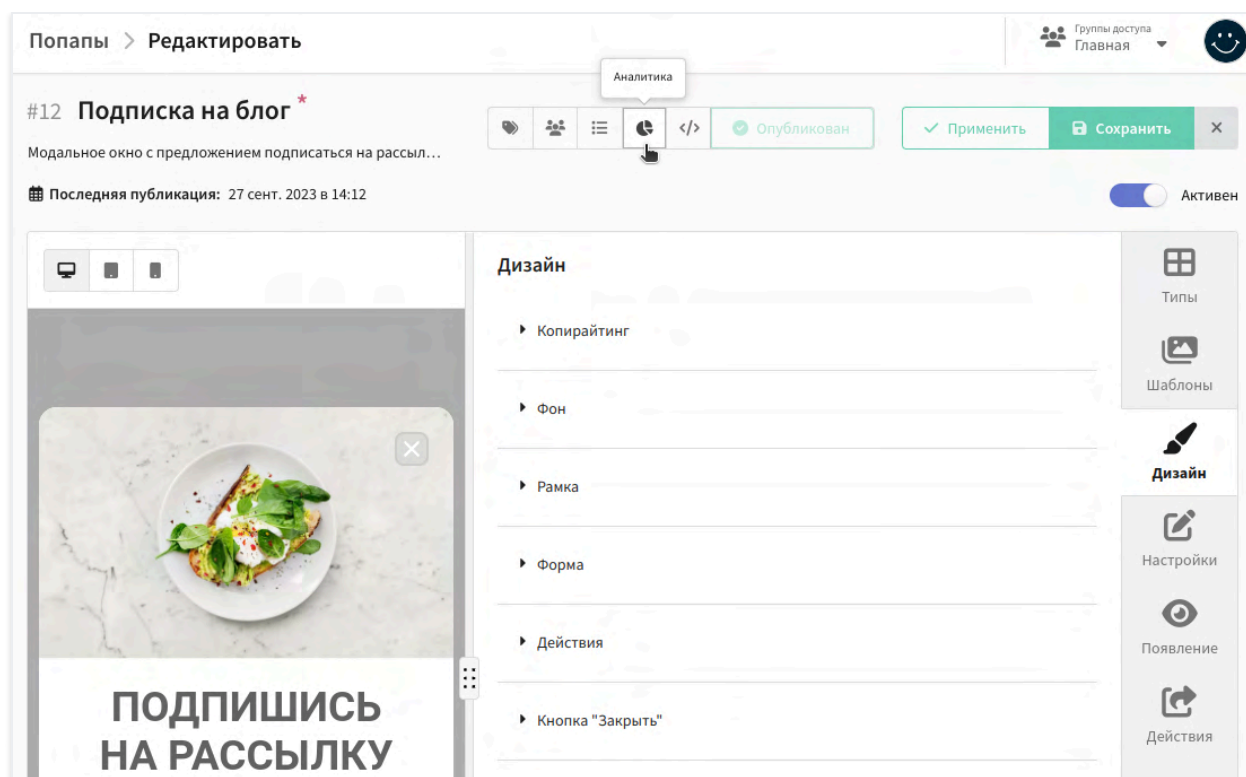 Попапы > Редактировать
Группы доступа
Главная
Аналитика
#12 Подписка на блог *
</> Опубликован Применить Сохранить ×
Модальное окно с предложением подписаться на рассыл...
Последняя публикация: 27 сент. 2023 в 14:12
Активен
Дизайн
Копирайтинг
Фон
Рамка
Форма
Действия
Кнопка "Закрыть"
Типы
Шаблоны
Дизайн
Настройки
Появление
Действия
ПОДПИШИСЬ
НА РАССЫЛКУ